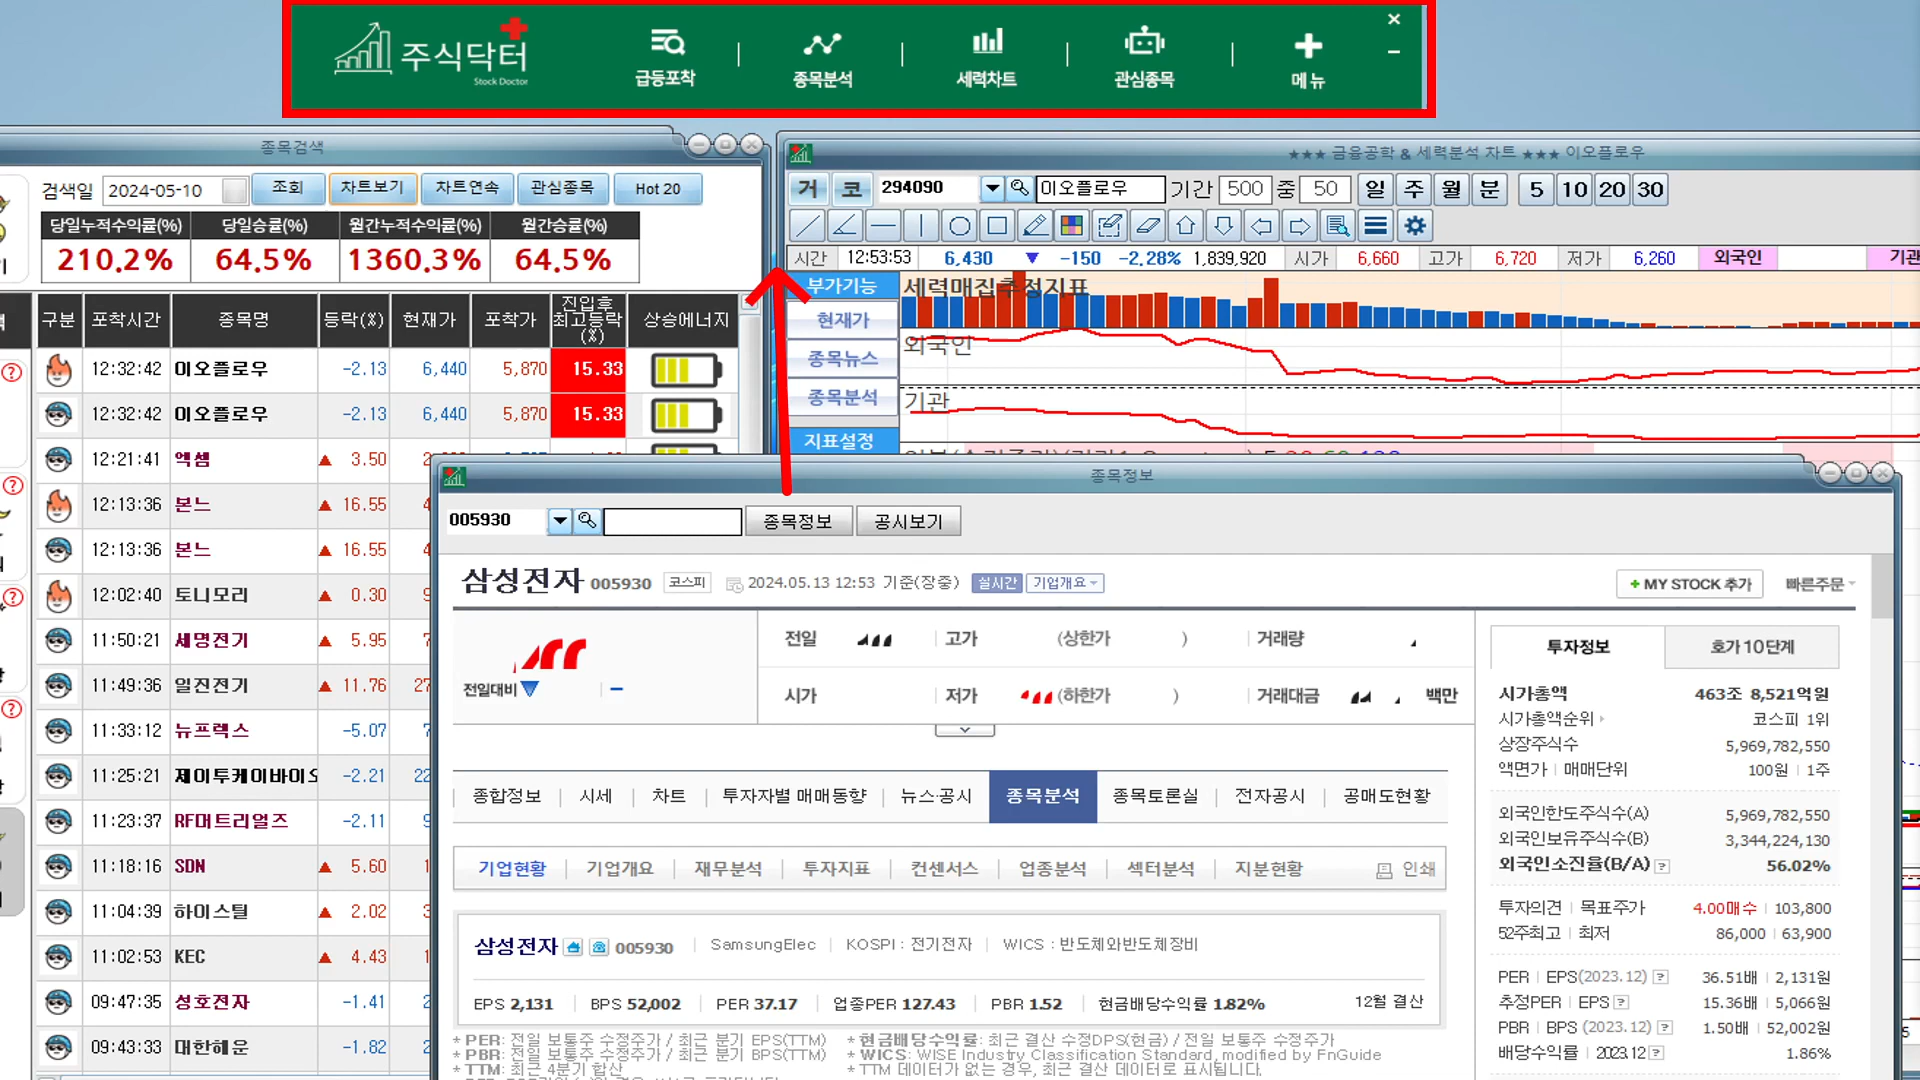 주식닥터
Stock Doctor
급등포착
종목분석
세력차트
관심종목
메뉴
종목검색
검색일 2024-05-10 조회 차트보기 차트연속 관심종목 Hot 20
당일누적수익률(%) 당일승률(%) 월간누적수익률(%) 월간승률(%)
210.2% 64.5% 1360.3% 64.5%
구분 포착시간 종목명 등락(%) 현재가 포착가 진입후 최고등락 (%) 상승에너지
12:32:42 이오플로우 -2.13 6,440 5,870 15.33
12:32:42 이오플로우 -2.13 6,440 5,870 15.33
12:21:41 엑셈 ▲ 3.50
12:13:36 본느 ▲ 16.55
12:13:36 본느 ▲ 16.55
12:02:40 토니모리 ▲ 0.30
11:50:21 세명전기 ▲ 5.95
11:49:36 일진전기 ▲ 11.76
11:33:12 뉴프렉스 -5.07
11:25:21 제이투케이바이오 -2.21
11:23:37 RF머트리얼즈 -2.11
11:18:16 SDN ▲ 5.60
11:04:39 하이스틸 ▲ 2.02
11:02:53 KEC ▲ 4.43
09:47:35 성호전자 -1.41
09:43:33 대한해운 -1.82
★★★ 금융공학 & 세력분석 차트 ★★★ 이오플로우
거 코 294090 이오플로우 기간 500 중 50 일 주 월 분 5 10 20 30
시간 12:53:53 6,430 ▼ -150 -2.28% 1,839,920 시가 6,660 고가 6,720 저가 6,260 외국인 기관
부가기능
현재가
종목뉴스
종목분석
지표설정
세력매집추정지표
외국인
기관
종목정보
005930 종목정보 공시보기
삼성전자 005930 코스피 2024.05.13 12:53 기준(장중) 실시간 기업개요
+ MY STOCK 추가 빠른주문
전일 고가 (상한가 ) 거래량
전일대비 ▼
시가 저가 (하한가 ) 거래대금 백만
종합정보 시세 차트 투자자별 매매동향 뉴스·공시 종목분석 종목토론실 전자공시 공매도현황
기업현황 기업개요 재무분석 투자지표 컨센서스 업종분석 섹터분석 지분현황 인쇄
삼성전자 005930 SamsungElec KOSPI : 전기전자 WICS : 반도체와반도체장비
EPS 2,131 BPS 52,002 PER 37.17 업종PER 127.43 PBR 1.52 현금배당수익률 1.82% 12월 결산
* PER: 전일 보통주 수정주가 / 최근 분기 EPS(TTM) * 현금배당수익률: 최근 결산 수정DPS(현금) / 전일 보통주 수정주가
* PBR: 전일 보통주 수정주가 / 최근 분기 BPS(TTM) * WICS: WISE Industry Classification Standard, modified by FnGuide
* TTM: 최근 4분기 합산 * TTM 데이터가 없는 경우, 최근 결산 데이터로 표시됩니다.
투자정보 호가 10단계
시가총액 463조 8,521억원
시가총액순위 코스피 1위
상장주식수 5,969,782,550
액면가 매매단위 100원 1주
외국인한도주식수(A) 5,969,782,550
외국인보유주식수(B) 3,344,224,130
외국인소진율(B/A) ? 56.02%
투자의견 목표주가 4.00매수 103,800
52주최고 최저 86,000 63,900
PER EPS(2023.12) ? 36.51배 2,131원
추정PER EPS ? 15.36배 5,066원
PBR BPS (2023.12) ? 1.50배 52,002원
배당수익률 2023.12 ? 1.86%